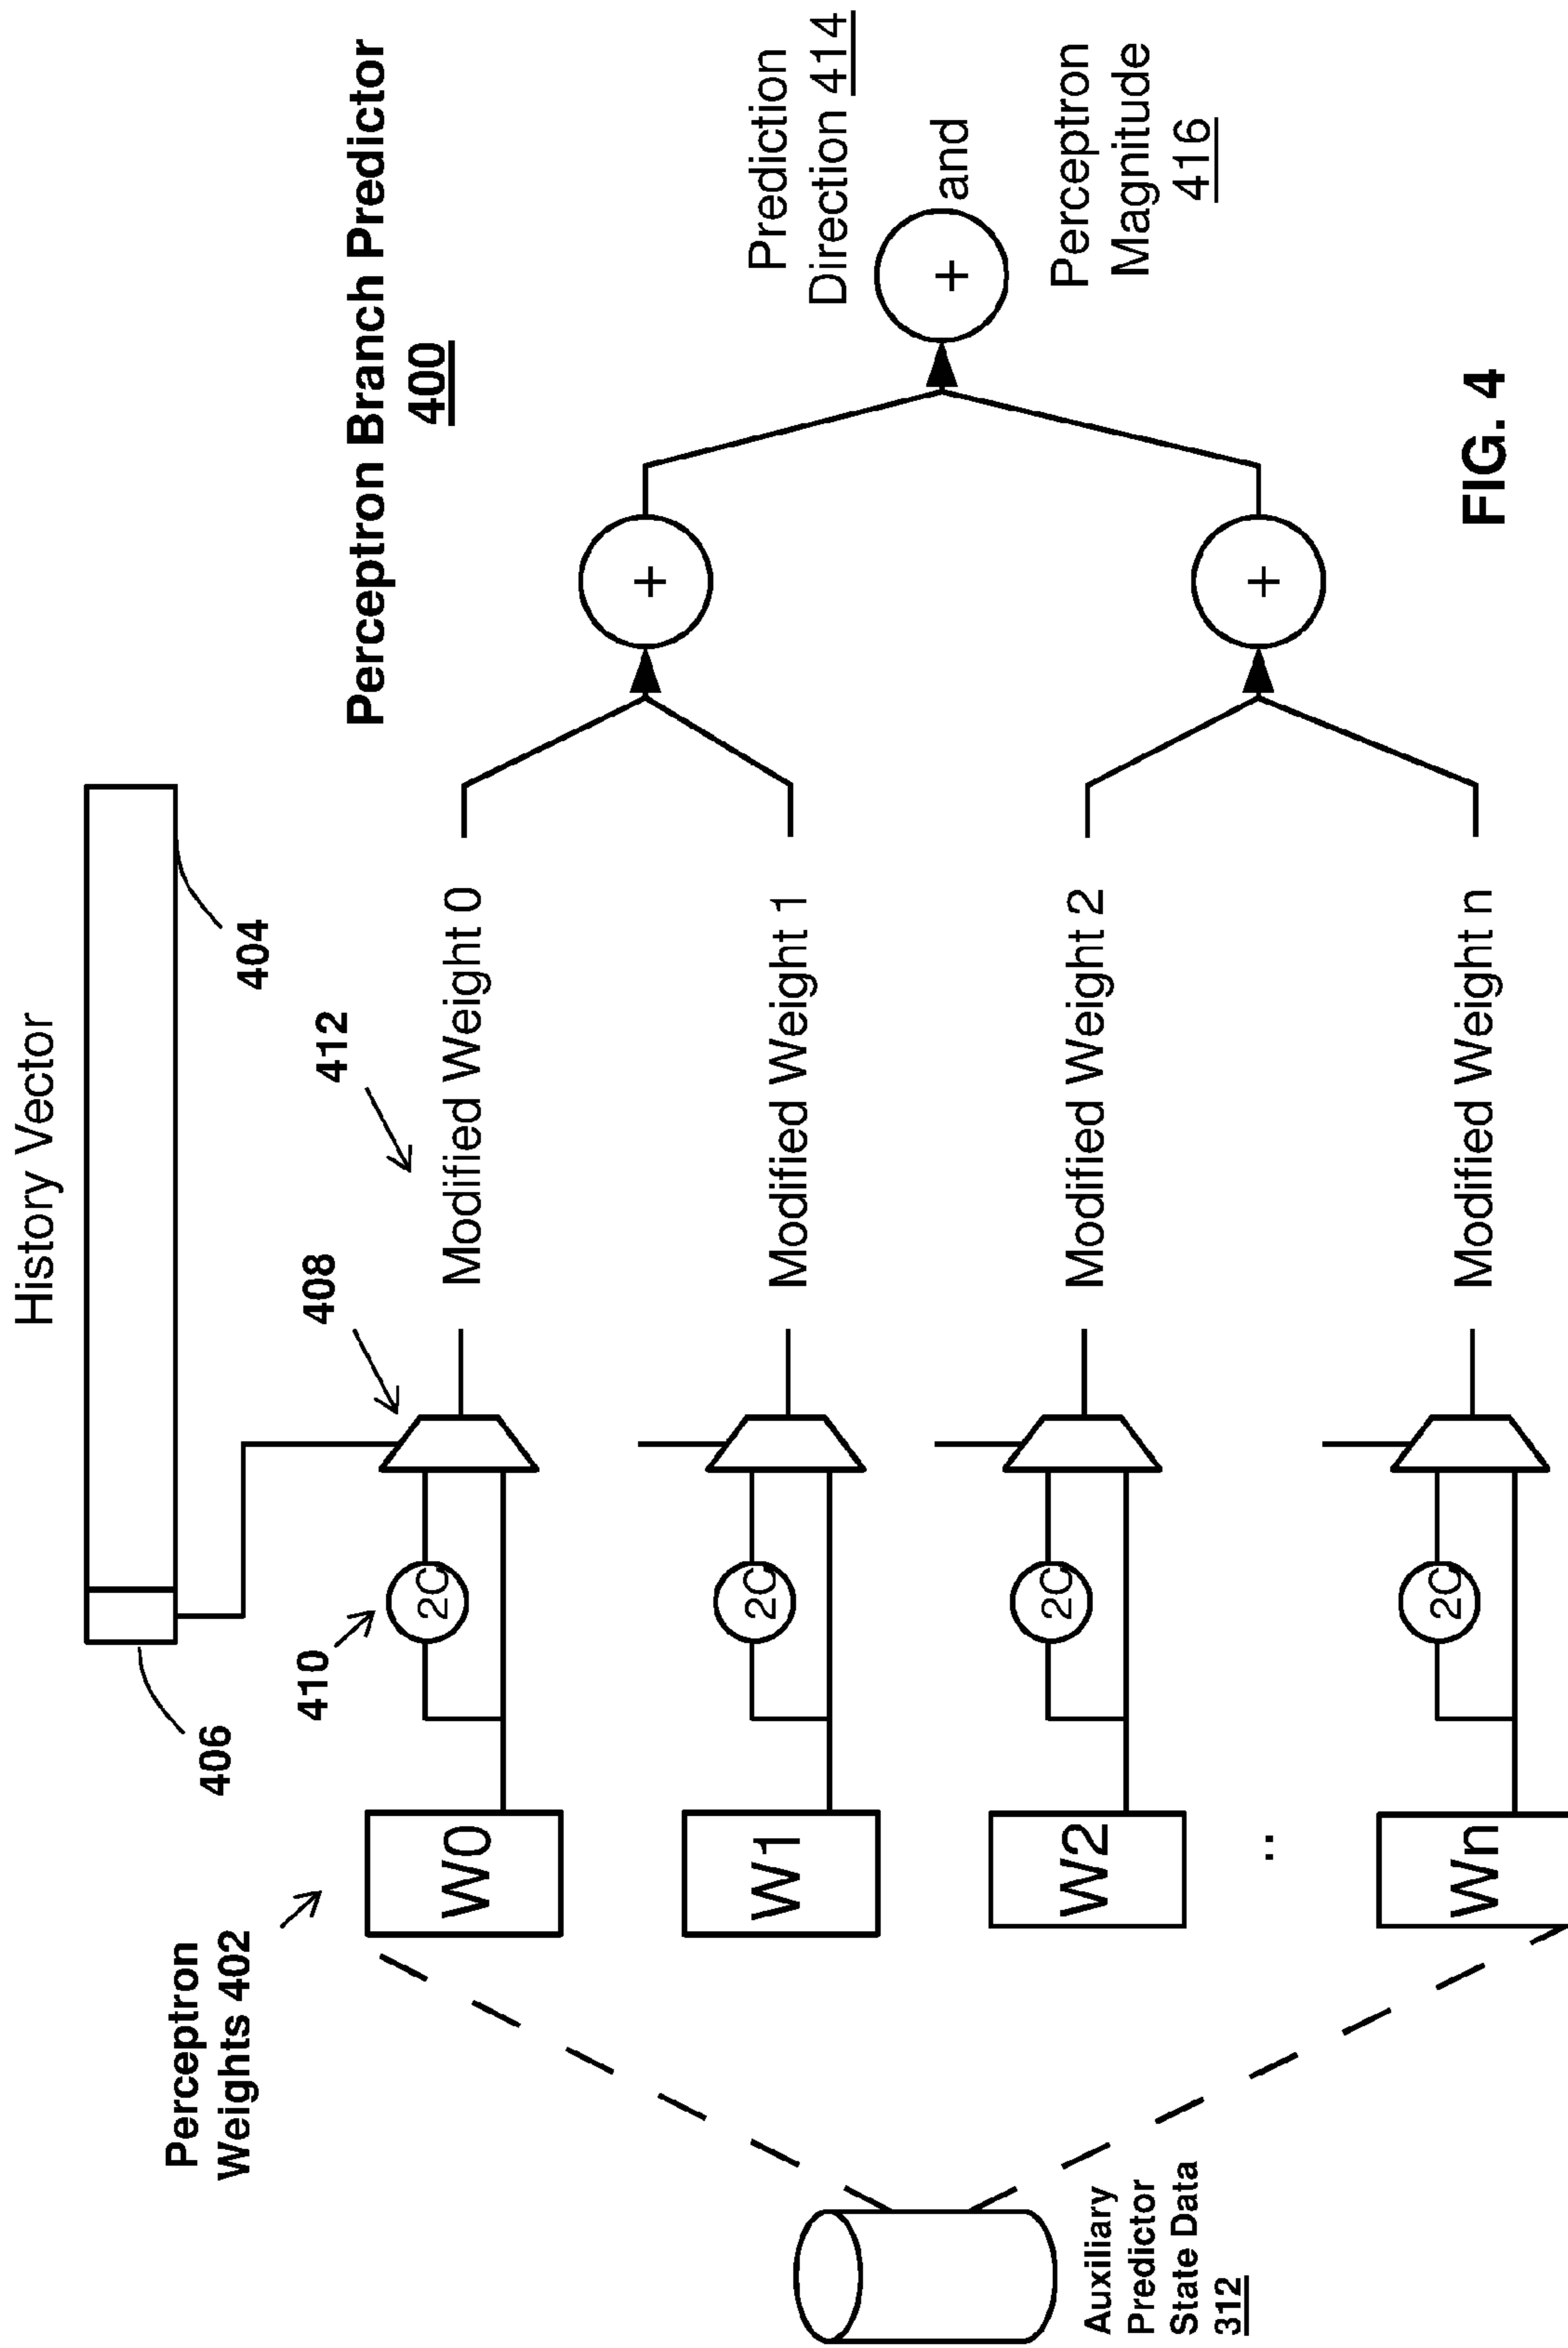 History Vector
404
406
Perceptron Branch Predictor
400
Perceptron
Weights 402
410
408
412
W0
2C
Modified Weight 0
W1
2C
Modified Weight 1
W2
2C
Modified Weight 2
..
Wn
2C
Modified Weight n
+
+
+
Prediction
Direction 414
and
Perceptron
Magnitude
416
Auxiliary
Predictor
State Data
312
FIG. 4